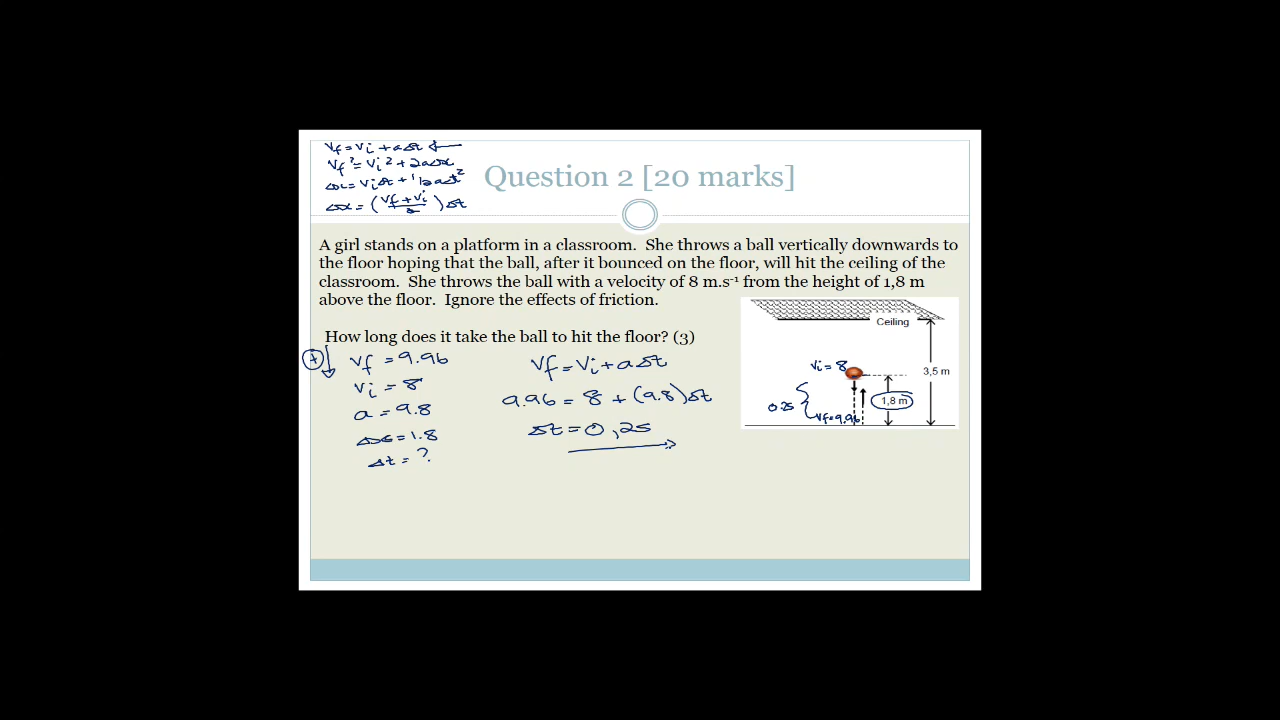 Vf = Vi + aΔt ←
Vf² = Vi² + 2aΔx
Δx = ViΔt + ½aΔt²
Δx = (Vf + Vi / 2) Δt
Question 2 [20 marks]
A girl stands on a platform in a classroom. She throws a ball vertically downwards to
the floor hoping that the ball, after it bounced on the floor, will hit the ceiling of the
classroom. She throws the ball with a velocity of 8 m.s⁻¹ from the height of 1,8 m
above the floor. Ignore the effects of friction.
How long does it take the ball to hit the floor? (3)
+ ↓
Vf = 9.96
Vi = 8
a = 9.8
Δx = 1.8
Δt = ?
Vf = Vi + aΔt
9.96 = 8 + (9.8)Δt
Δt = 0,2s
Ceiling
3,5 m
Vi = 8
1,8 m
0.2s
Vf=9.96